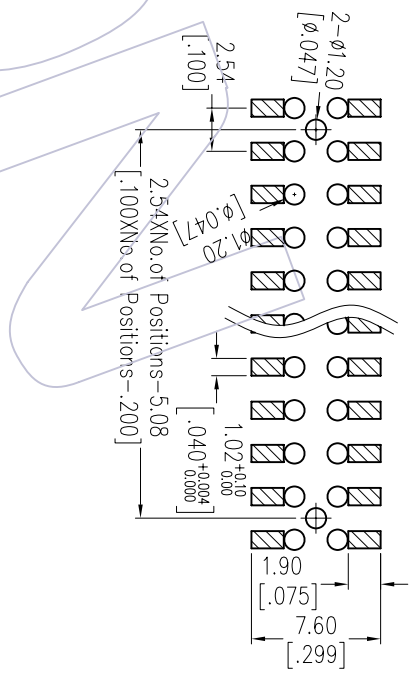 2-ø1.20
[ø.047]
2.54
[.100]
ø1.20
[ø.047]
2.54XNo.of Positions-5.08
[.100XNo.of Positions-.200]
1.02 +0.10 0.00
[.040 +0.004 0.000]
1.90
[.075]
7.60
[.299]